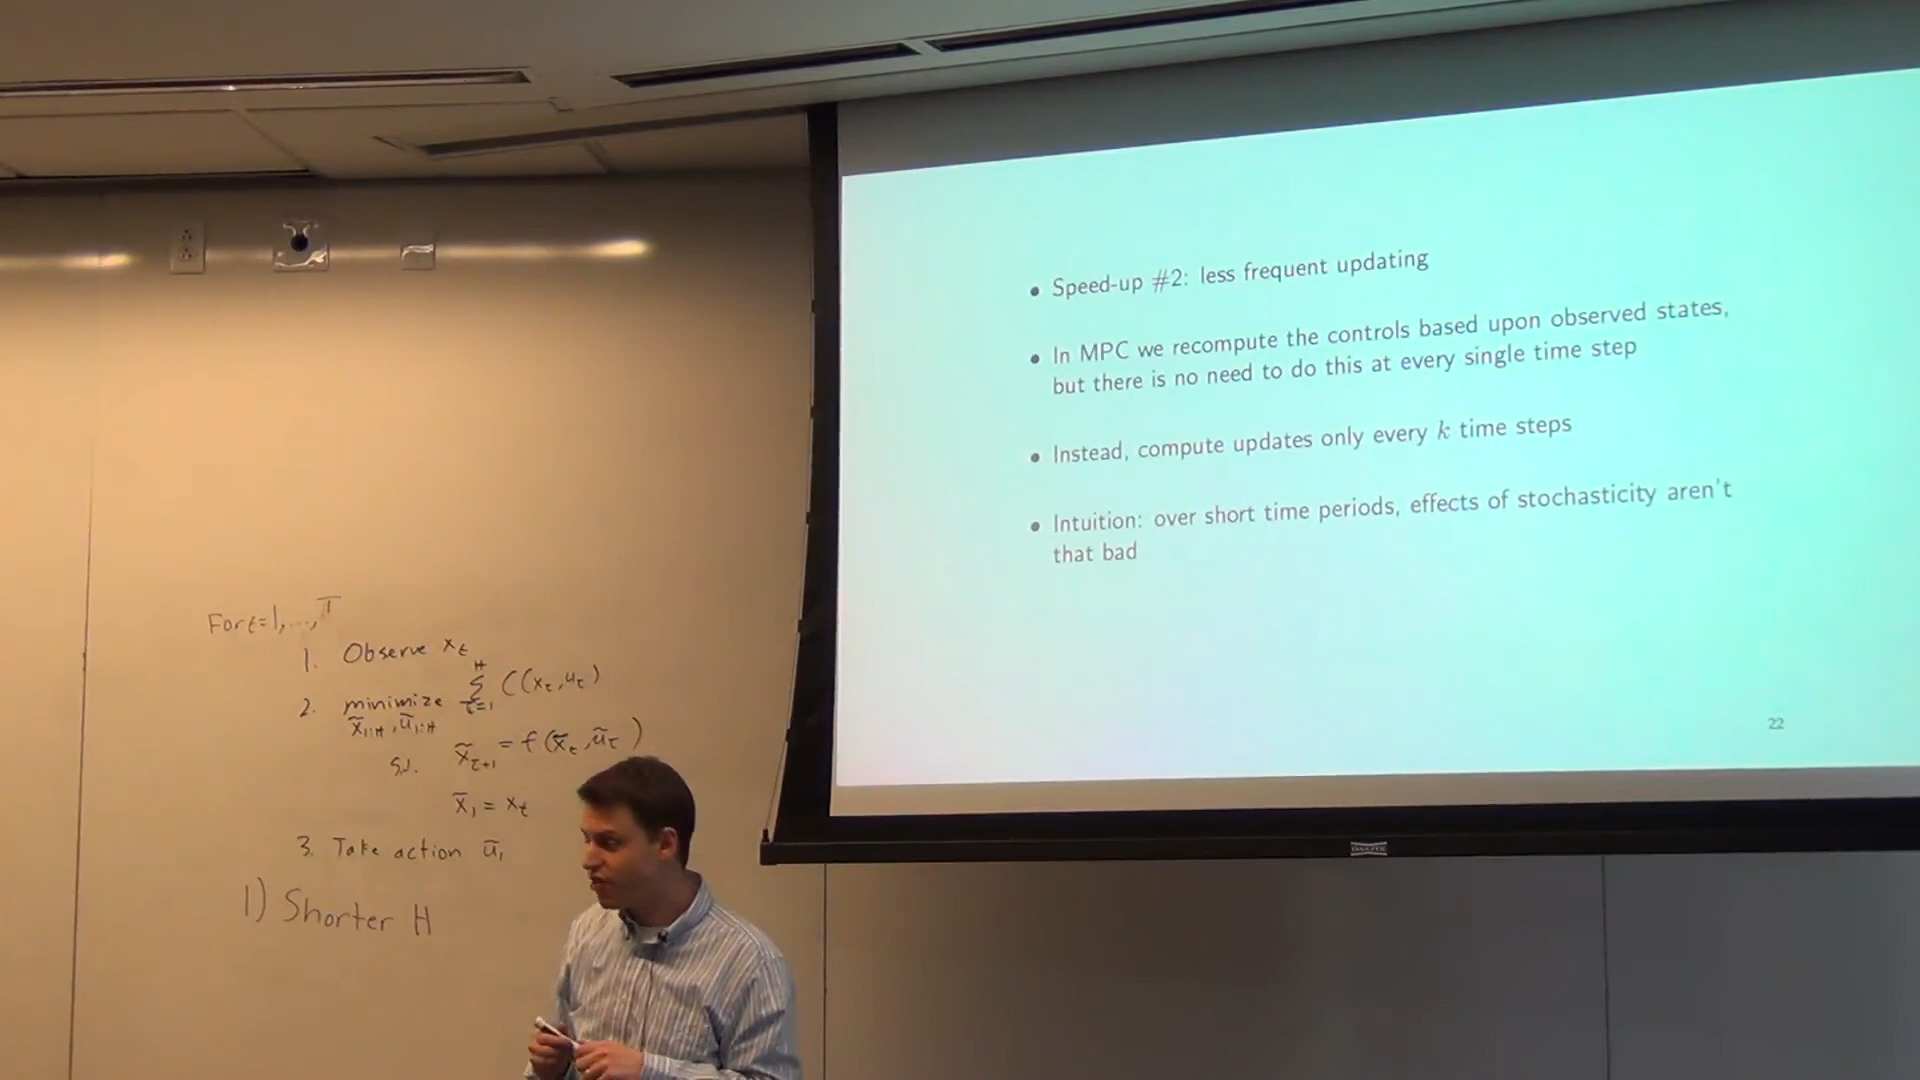 • Speed-up #2: less frequent updating
• In MPC we recompute the controls based upon observed states,
but there is no need to do this at every single time step
• Instead, compute updates only every k time steps
• Intuition: over short time periods, effects of stochasticity aren't
that bad
22
DA-LITE
For t=1,...,T
1. Observe x_t
2. minimize Σ_{τ=1}^{H} C(x_τ,u_τ)
x̃_{1:H}, ũ_{1:H}
s.t. x̃_{τ+1} = f(x̃_τ, ũ_τ)
x̃_1 = x_t
3. Take action ũ_1
1) Shorter H